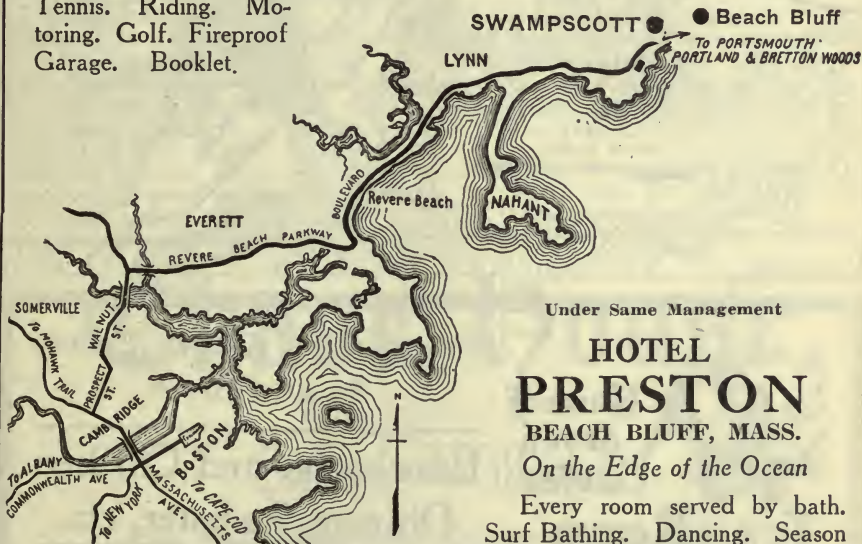 Tennis. Riding. Mo-
toring. Golf. Fireproof
Garage. Booklet.
SWAMPSCOTT
Beach Bluff
To PORTSMOUTH
PORTLAND & BRETTON WOODS
LYNN
BOULEVARD
Revere Beach
NAHANT
EVERETT
REVERE BEACH PARKWAY
SOMERVILLE
WALNUT ST.
TO MOHAWK TRAIL
PROSPECT ST.
CAMBRIDGE
BOSTON
N
TO ALBANY
COMMONWEALTH AVE
TO NEW YORK
MASSACHUSETTS AVE.
TO CAPE COD
Under Same Management
HOTEL
PRESTON
BEACH BLUFF, MASS.
On the Edge of the Ocean
Every room served by bath.
Surf Bathing. Dancing. Season